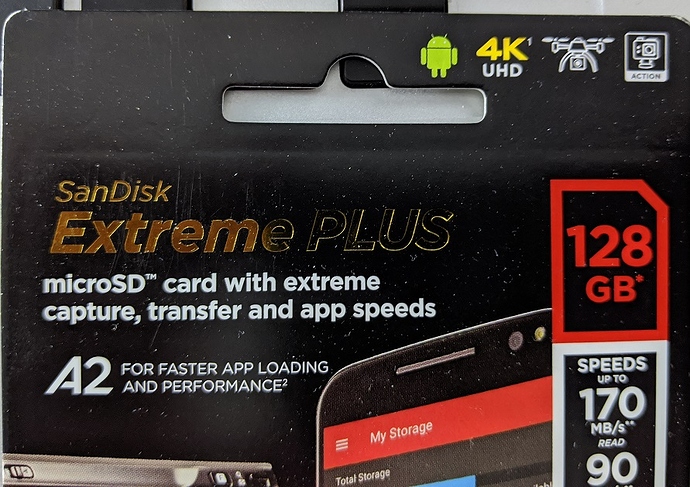 4K¹
UHD
ACTION
SanDisk
Extreme PLUS
microSD™ card with extreme
capture, transfer and app speeds
A2 FOR FASTER APP LOADING
AND PERFORMANCE²
128
GB*
SPEEDS
UP TO
170
MB/s**
READ
90
My Storage
Total Storage